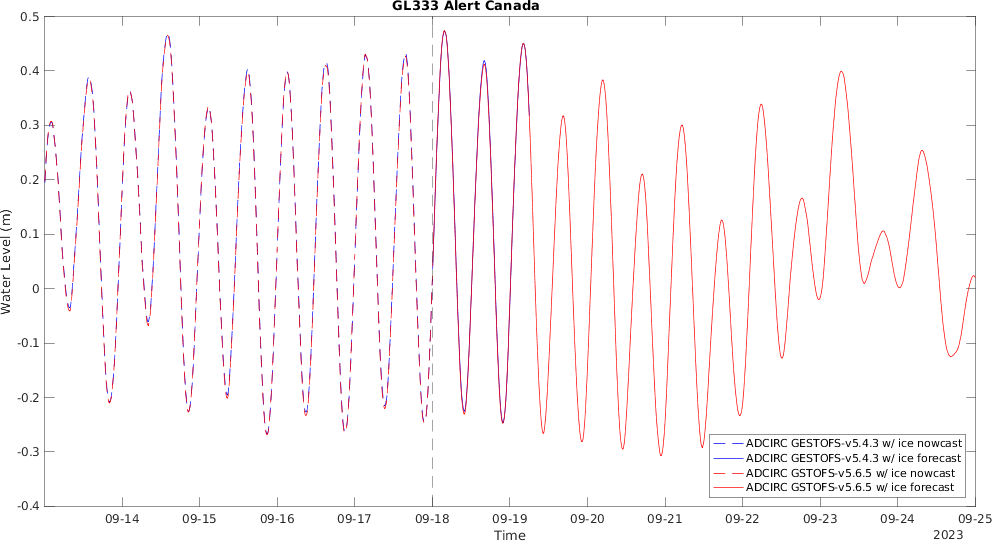 GL333 Alert Canada
0.5
0.4
0.3
0.2
0.1
0
-0.1
-0.2
-0.3
-0.4
Water Level (m)
ADCIRC GESTOFS-v5.4.3 w/ ice nowcast
ADCIRC GESTOFS-v5.4.3 w/ ice forecast
ADCIRC GSTOFS-v5.6.5 w/ ice nowcast
ADCIRC GSTOFS-v5.6.5 w/ ice forecast
09-14 09-15 09-16 09-17 09-18 09-19 09-20 09-21 09-22 09-23 09-24 09-25
Time
2023